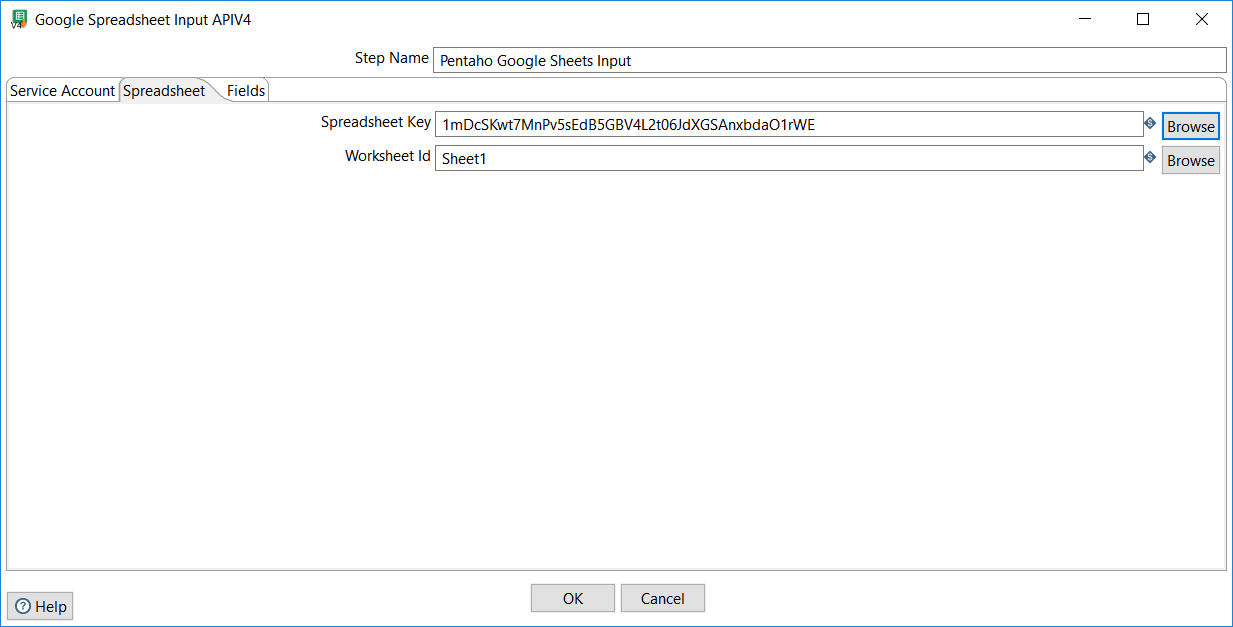 Google Spreadsheet Input APIV4
Step Name Pentaho Google Sheets Input
Service Account Spreadsheet Fields
Spreadsheet Key 1mDcSKwt7MnPv5sEdB5GBV4L2t06JdXGSAnxbdaO1rWE Browse
Worksheet Id Sheet1 Browse
Help OK Cancel